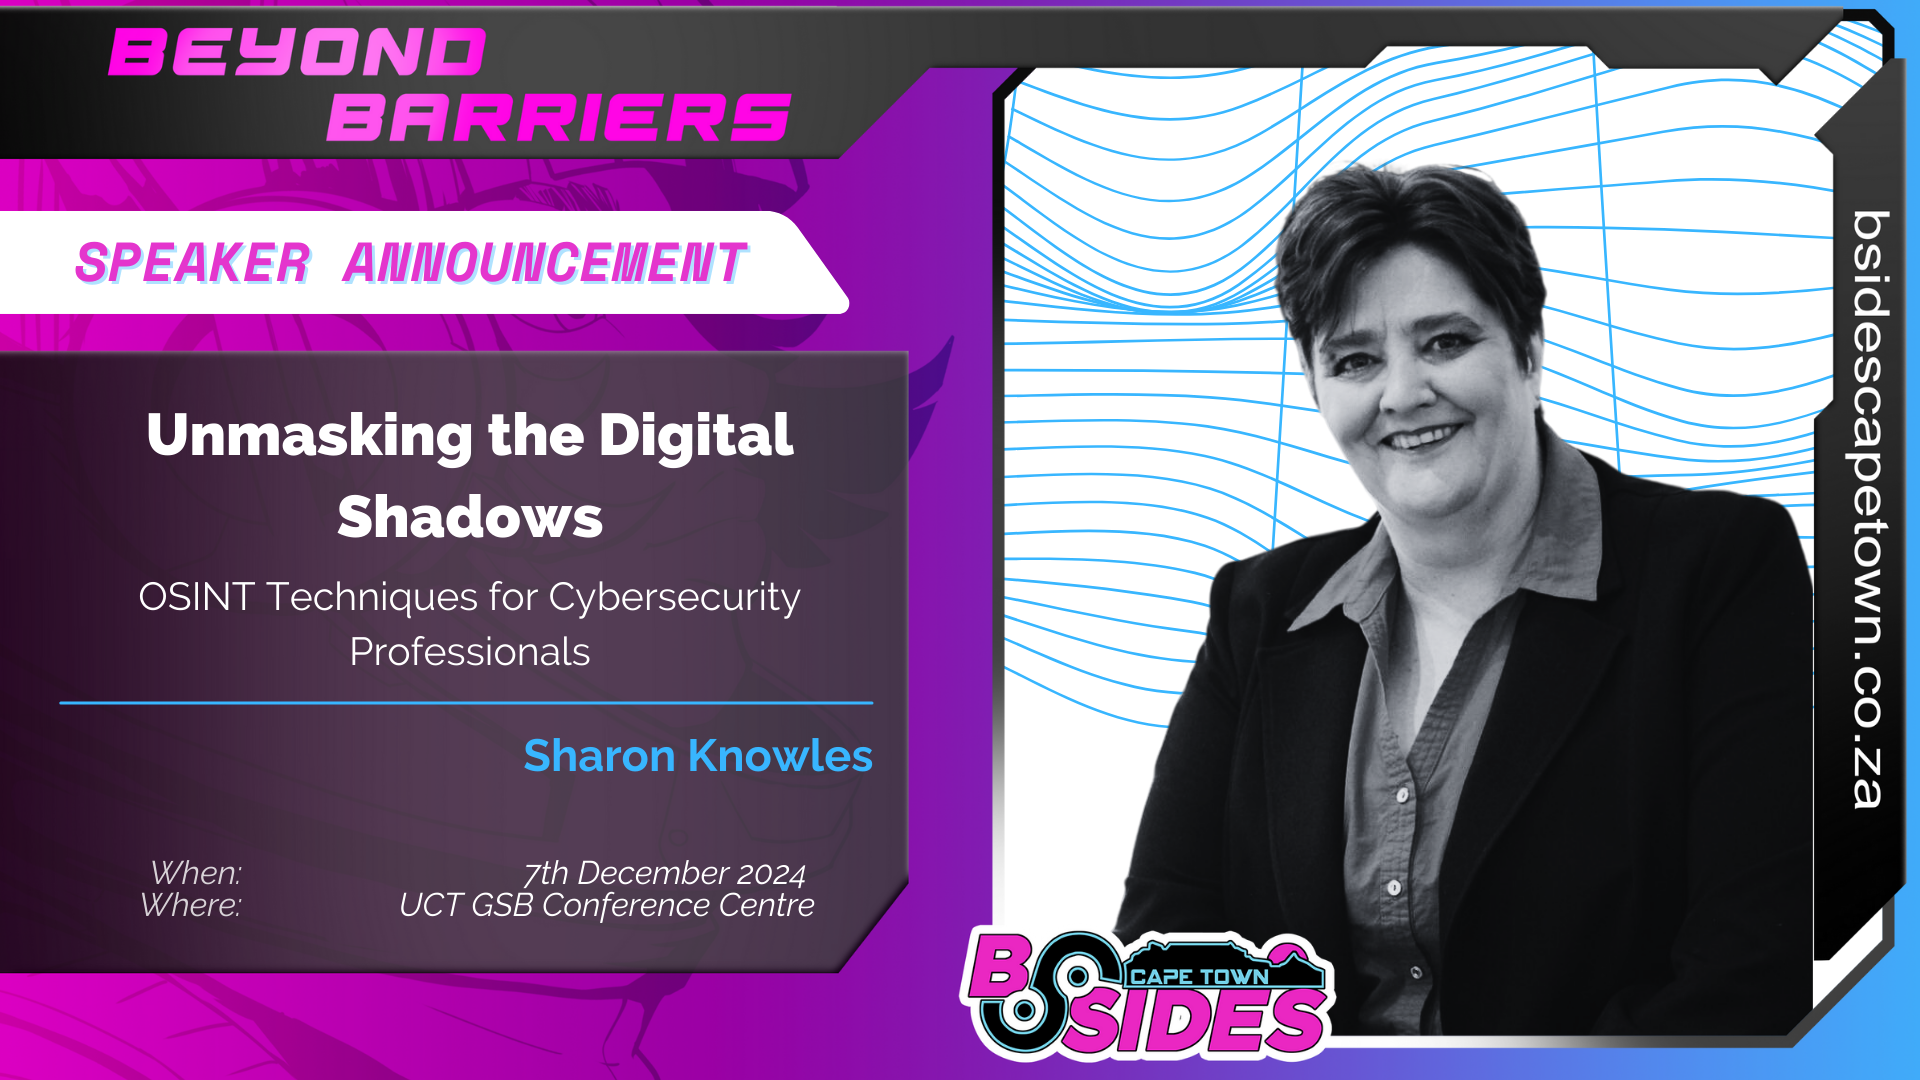 BEYOND
BARRIERS
SPEAKER ANNOUNCEMENT
Unmasking the Digital
Shadows
OSINT Techniques for Cybersecurity
Professionals
Sharon Knowles
When: 7th December 2024
Where: UCT GSB Conference Centre
bsidescapetown.co.za
B
CAPE TOWN
SIDES